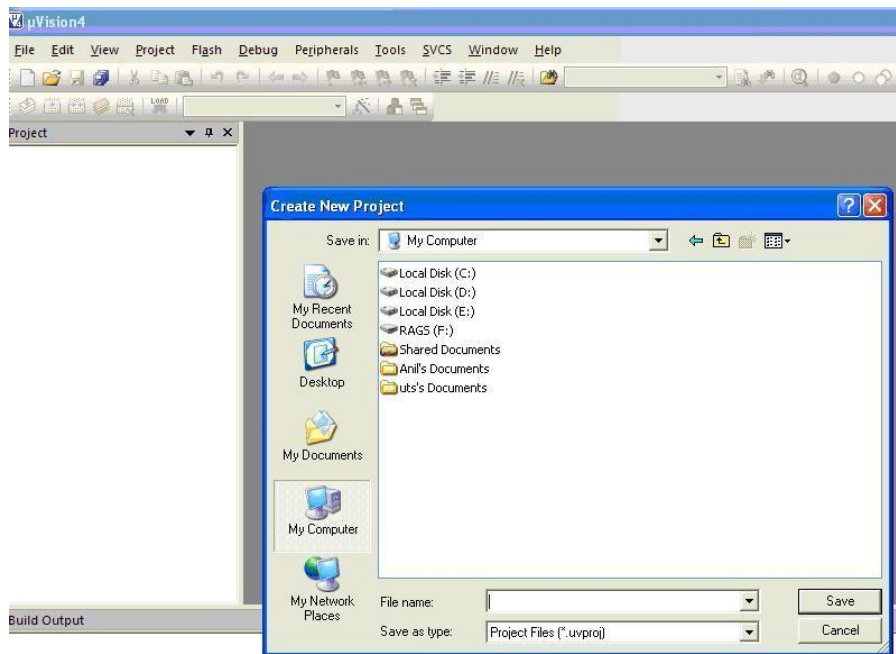 µVision4
File Edit View Project Flash Debug Peripherals Tools SVCS Window Help
LOAD
Project
Create New Project
Save in: My Computer
My Recent Documents
Desktop
My Documents
My Computer
My Network Places
Local Disk (C:)
Local Disk (D:)
Local Disk (E:)
RAGS (F:)
Shared Documents
Anil's Documents
uts's Documents
File name:
Save
Save as type: Project Files (*.uvproj)
Cancel
Build Output